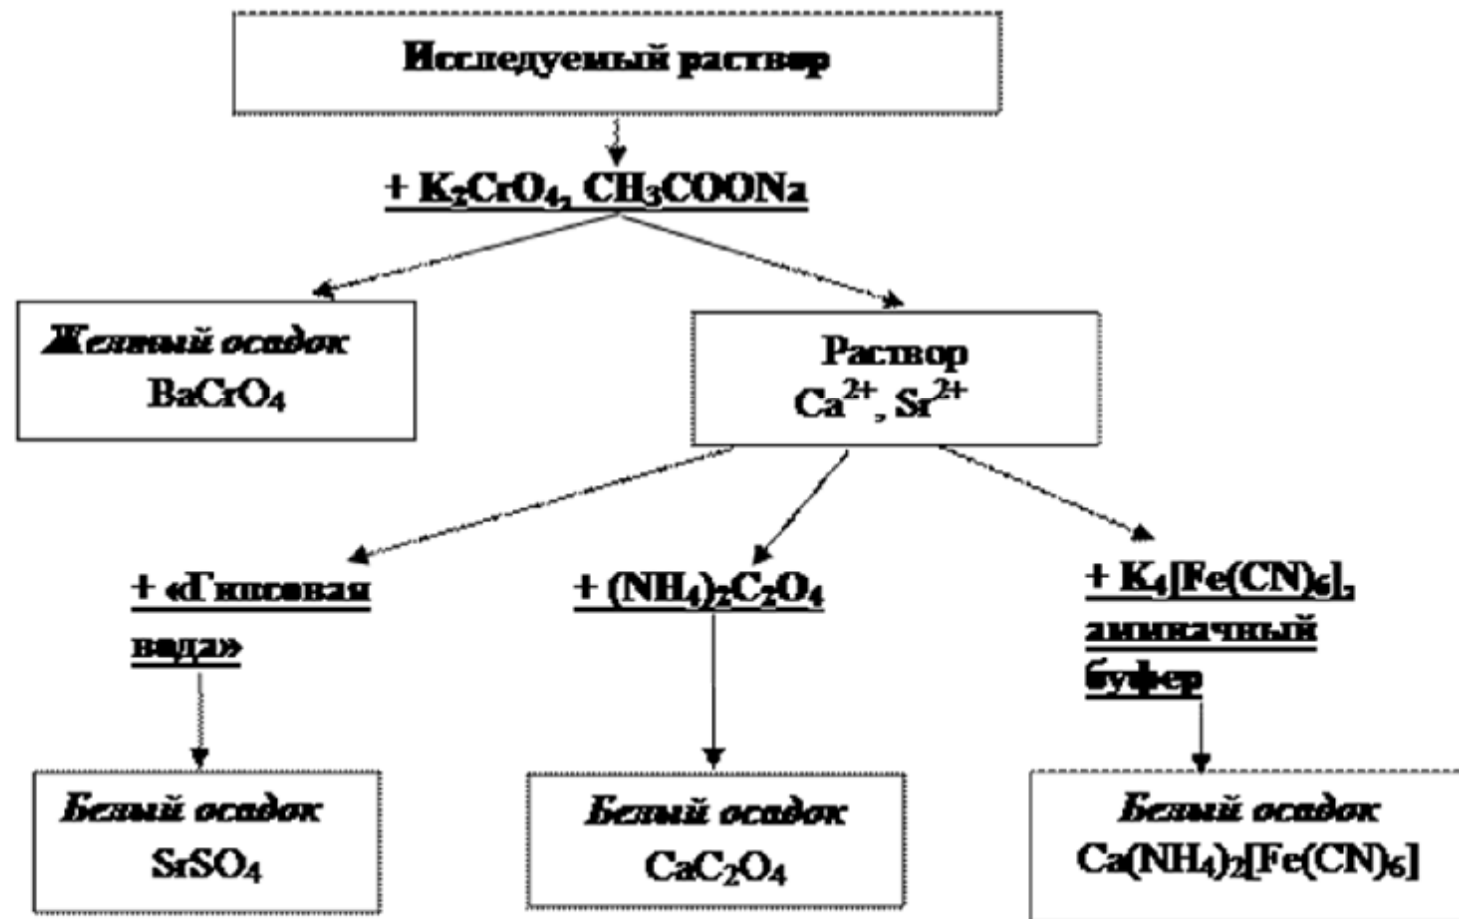 Исследуемый раствор
+ K₂CrO₄, CH₃COONa
Желтый осадок
BaCrO₄
Раствор
Ca²⁺, Sr²⁺
+ «Гипсовая
вода»
+ (NH₄)₂C₂O₄
+ K₄[Fe(CN)₆],
аммиачный
буфер
Белый осадок
SrSO₄
Белый осадок
CaC₂O₄
Белый осадок
Ca(NH₄)₂[Fe(CN)₆]